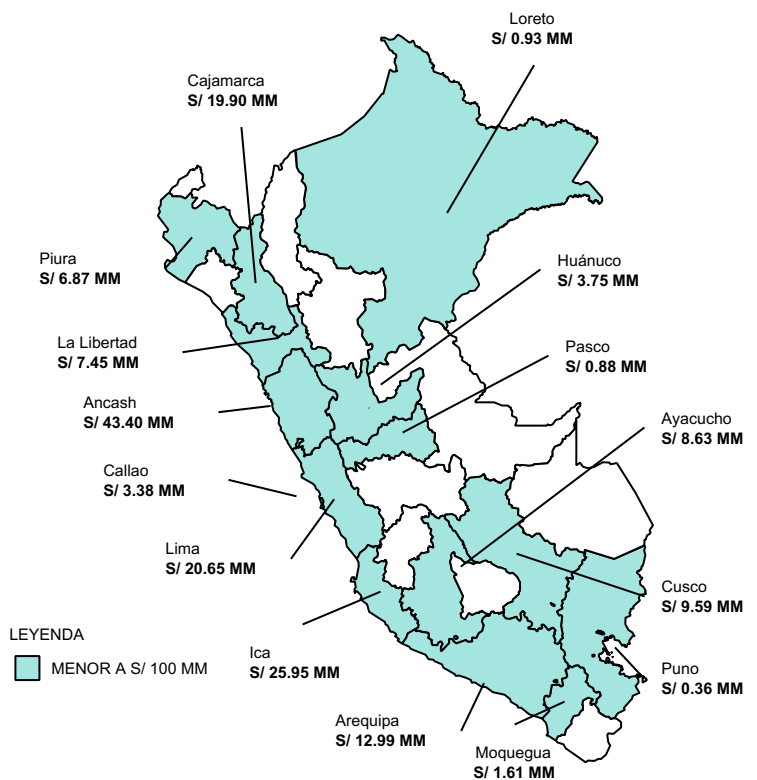 Loreto
S/ 0.93 MM
Cajamarca
S/ 19.90 MM
Piura
S/ 6.87 MM
Huánuco
S/ 3.75 MM
La Libertad
S/ 7.45 MM
Pasco
S/ 0.88 MM
Ancash
S/ 43.40 MM
Ayacucho
S/ 8.63 MM
Callao
S/ 3.38 MM
Lima
S/ 20.65 MM
Cusco
S/ 9.59 MM
LEYENDA
MENOR A S/ 100 MM
Ica
S/ 25.95 MM
Puno
S/ 0.36 MM
Arequipa
S/ 12.99 MM
Moquegua
S/ 1.61 MM